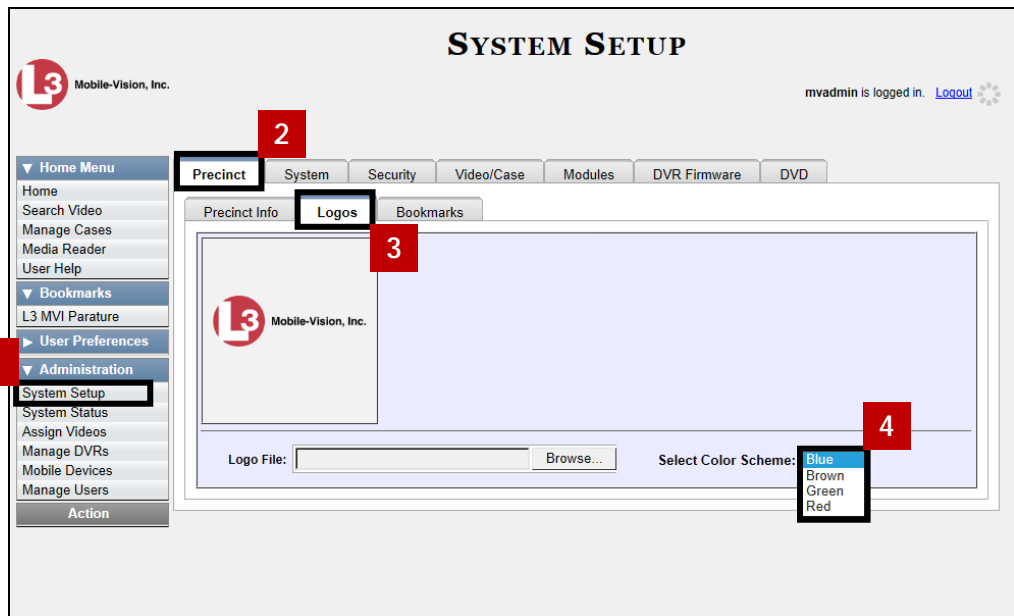 SYSTEM SETUP
L3 Mobile-Vision, Inc.
mvadmin is logged in. Logout
2
▼ Home Menu
Home
Search Video
Manage Cases
Media Reader
User Help
▼ Bookmarks
L3 MVI Parature
▶ User Preferences
▼ Administration
System Setup
System Status
Assign Videos
Manage DVRs
Mobile Devices
Manage Users
Action
Precinct System Security Video/Case Modules DVR Firmware DVD
Precinct Info Logos Bookmarks
3
L3 Mobile-Vision, Inc.
4
Logo File: Browse... Select Color Scheme: Blue
Brown
Green
Red